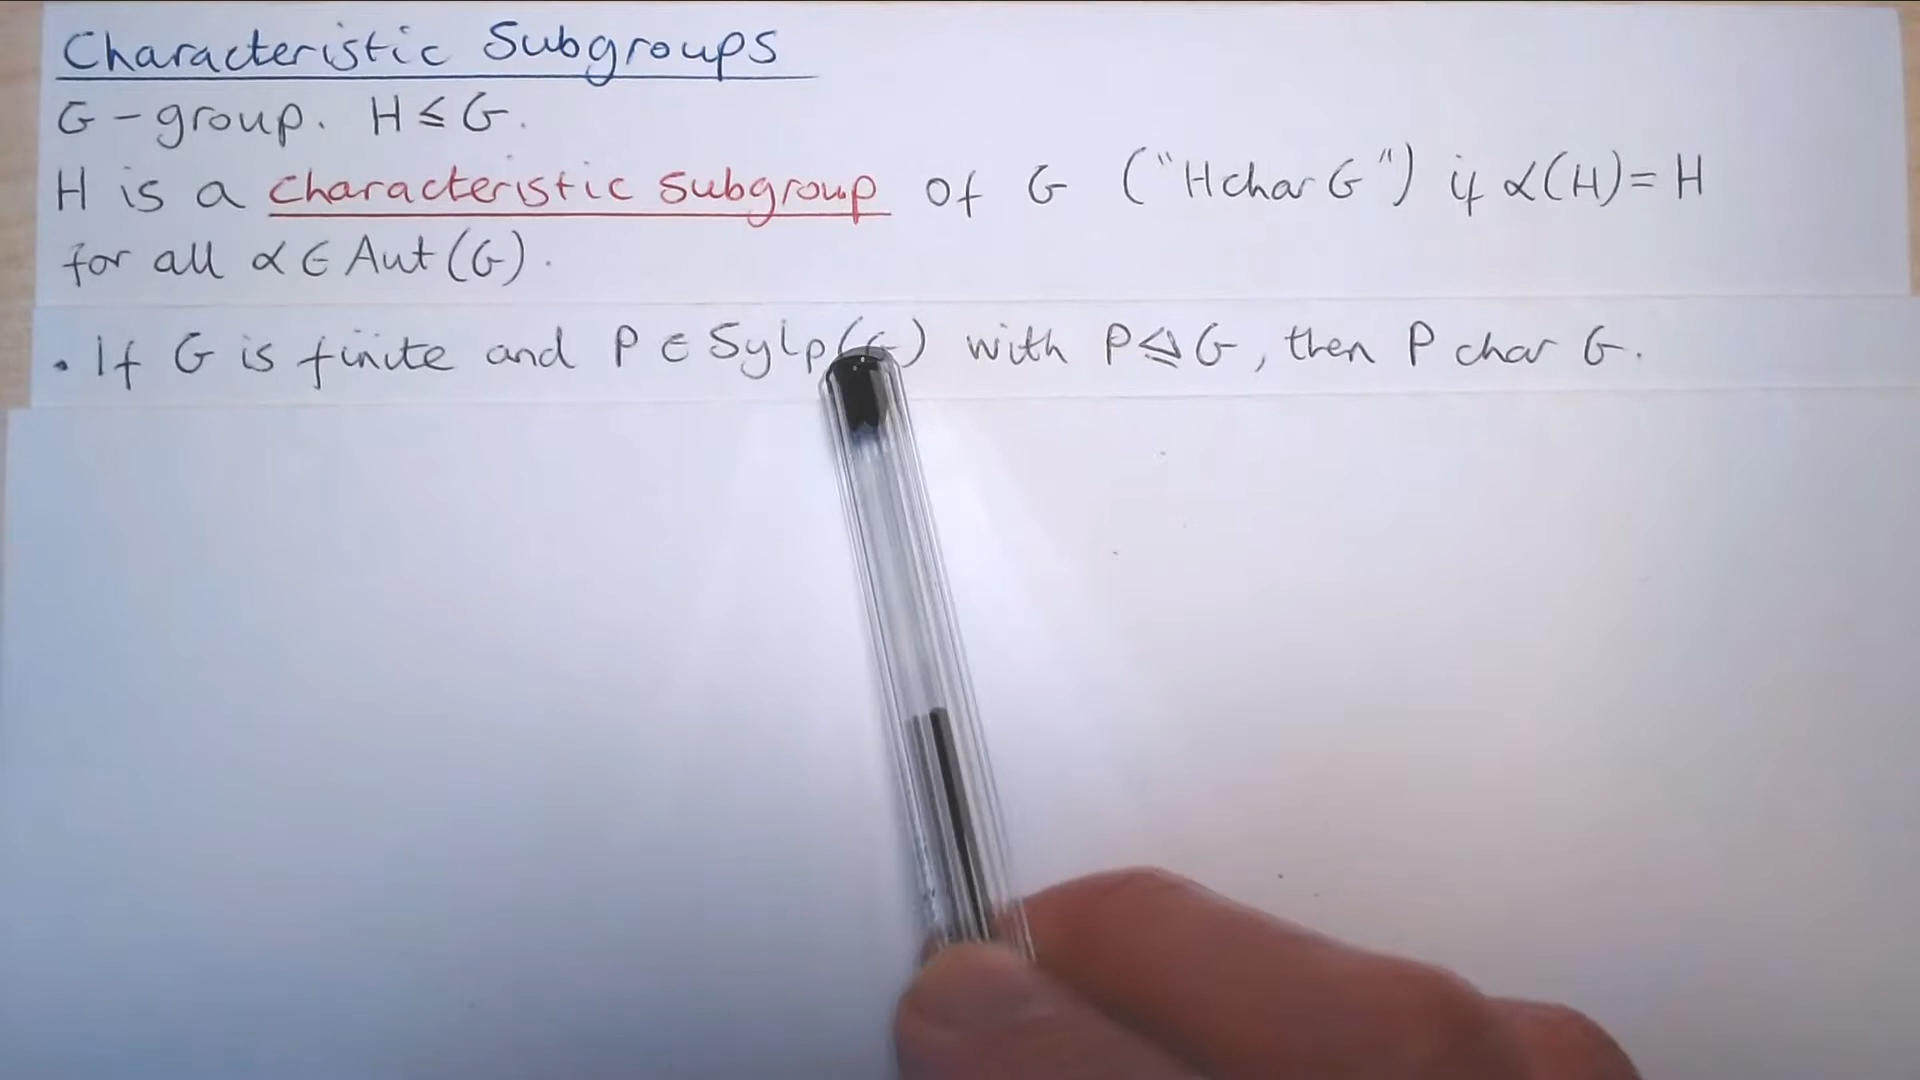 Characteristic Subgroups
G - group. H ≤ G.
H is a characteristic subgroup of G ("H char G") if α(H) = H
for all α ∈ Aut(G).
• If G is finite and P ∈ Sylp(G) with P ⊴ G, then P char G.